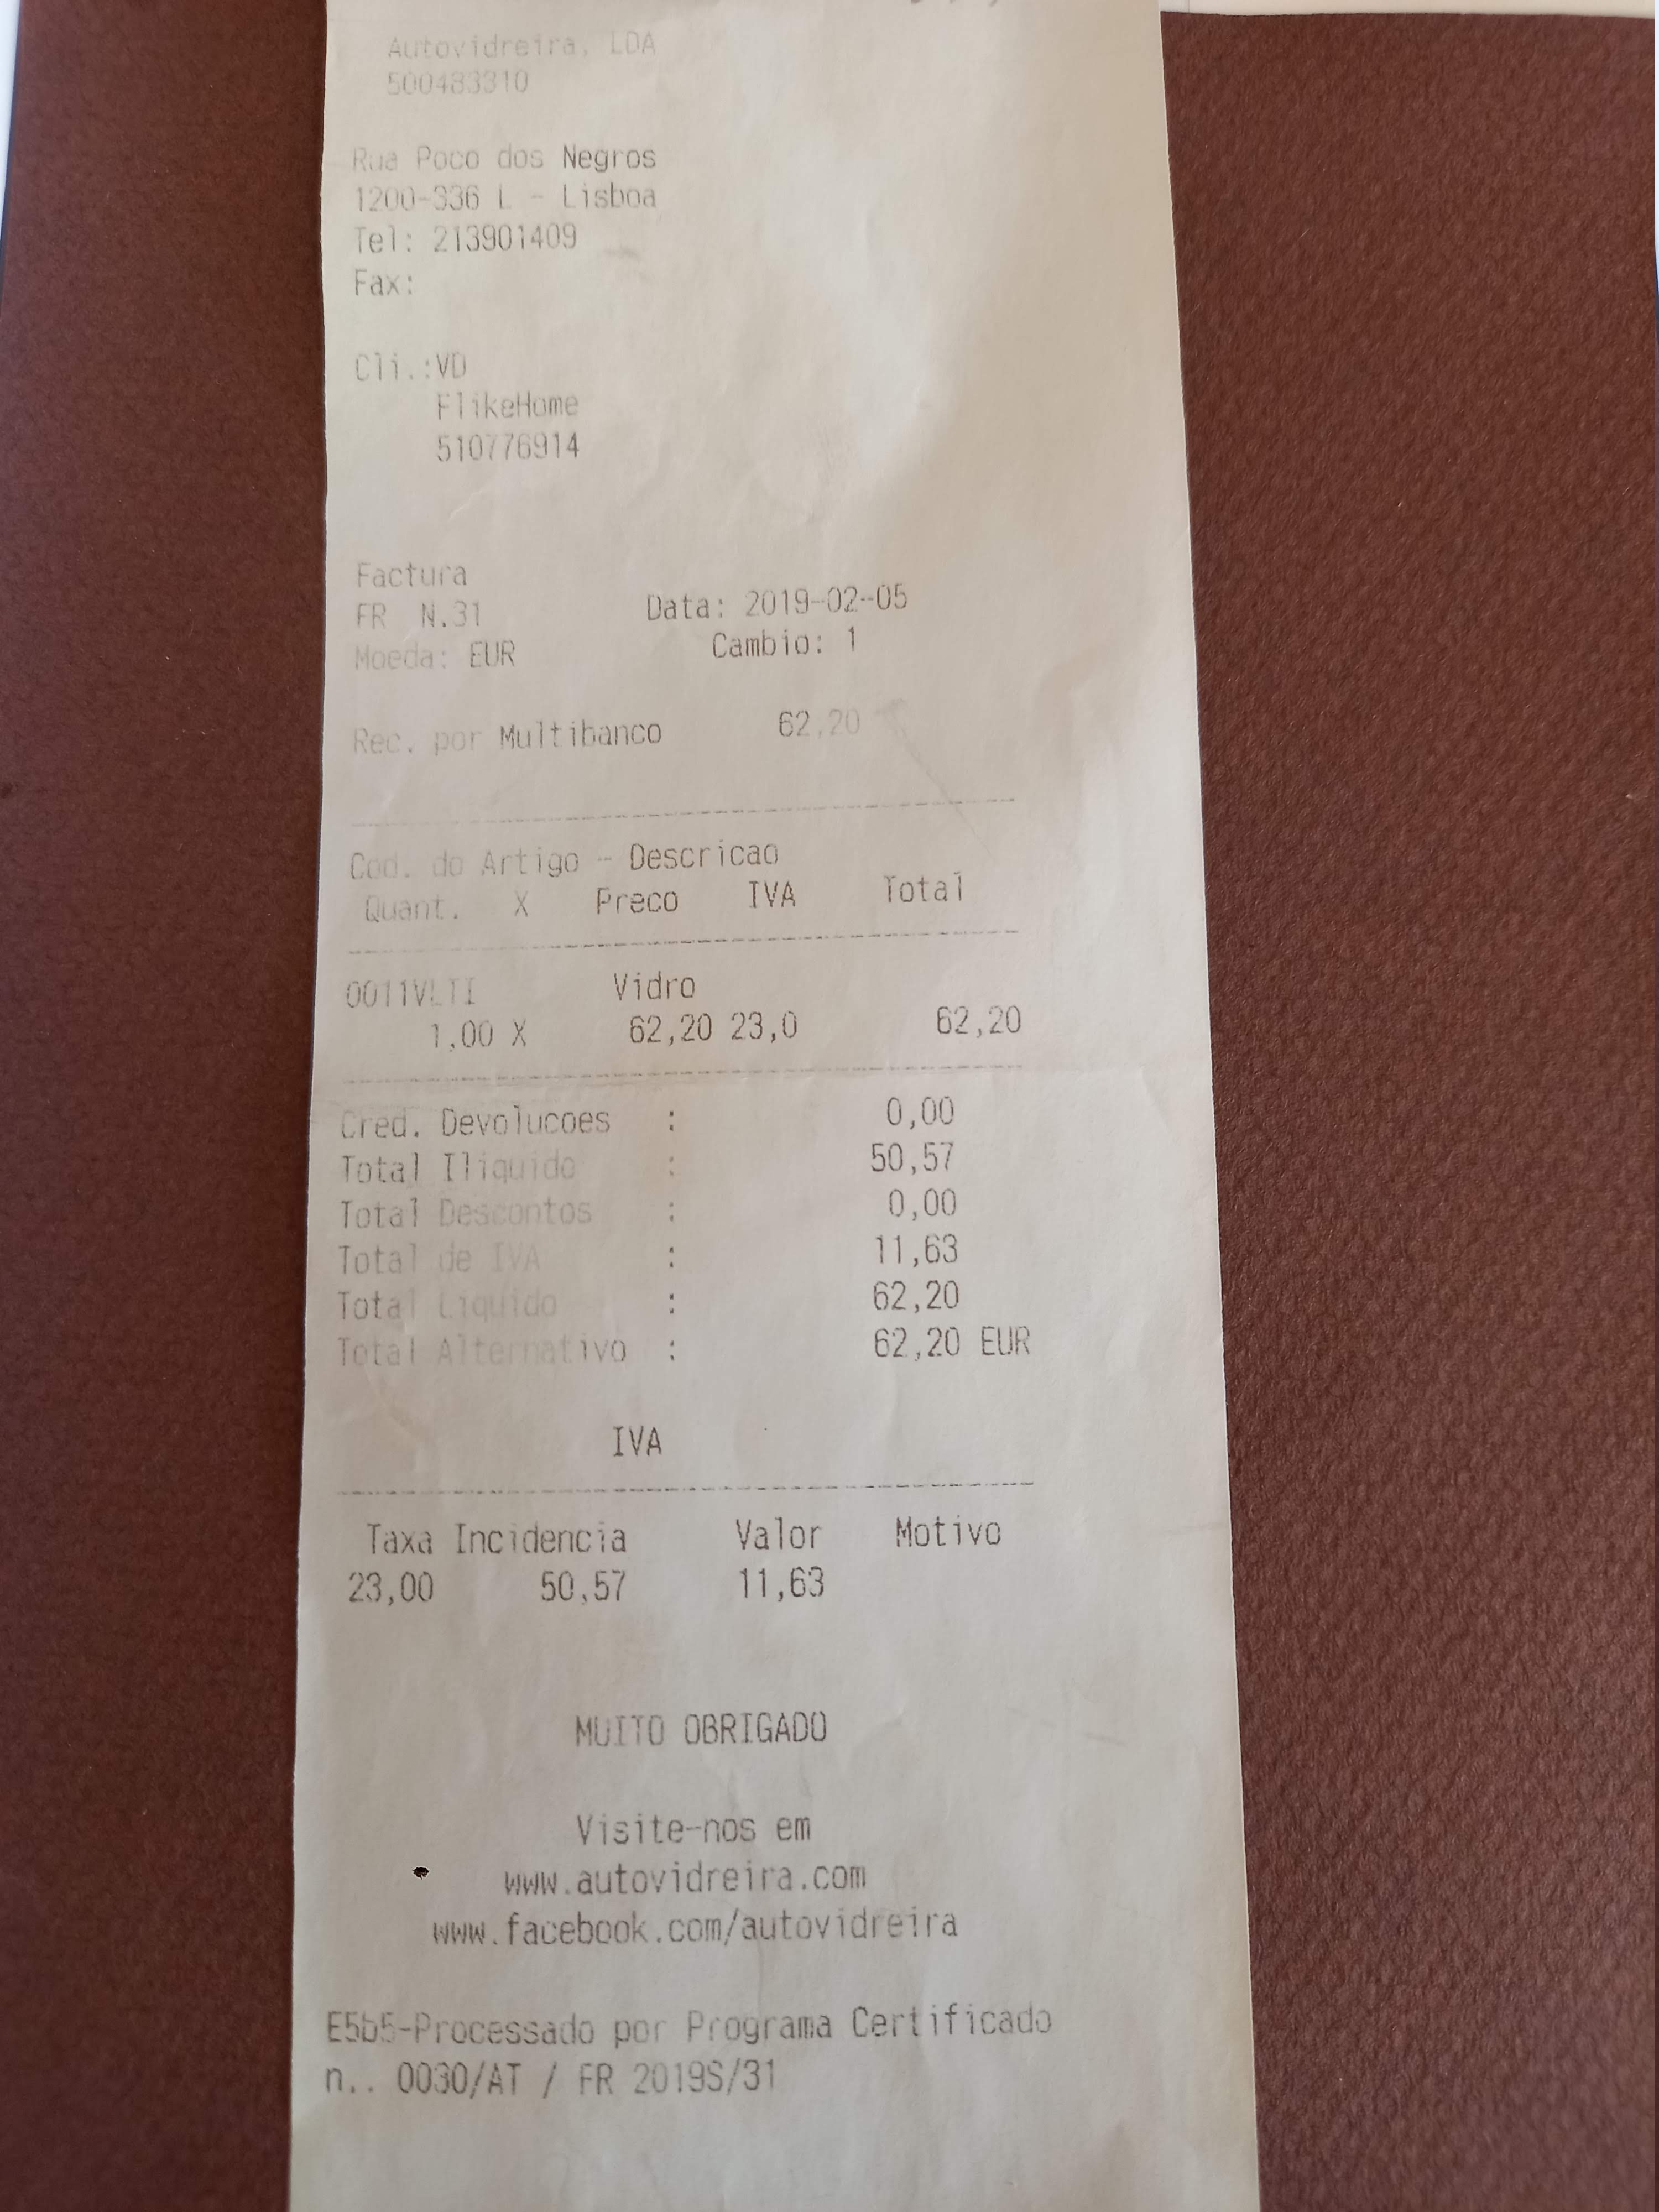 Autovidreira, LDA
500483310
Rua Poco dos Negros
1200-336 L - Lisboa
Tel: 213901409
Fax:
Cli.:VD
FlikeHome
510776914
Factura
FR N.31 Data: 2019-02-05
Moeda: EUR Cambio: 1
Rec. por Multibanco 62,20
Cod. do Artigo - Descricao
Quant. X Preco IVA Total
0011VLTI Vidro
1,00 X 62,20 23,0 62,20
Cred. Devolucoes : 0,00
Total Iliquido : 50,57
Total Descontos : 0,00
Total de IVA : 11,63
Total Liquido : 62,20
Total Alternativo : 62,20 EUR
IVA
Taxa Incidencia Valor Motivo
23,00 50,57 11,63
MUITO OBRIGADO
Visite-nos em
www.autovidreira.com
www.facebook.com/autovidreira
E5b5-Processado por Programa Certificado
n.. 0030/AT / FR 2019S/31